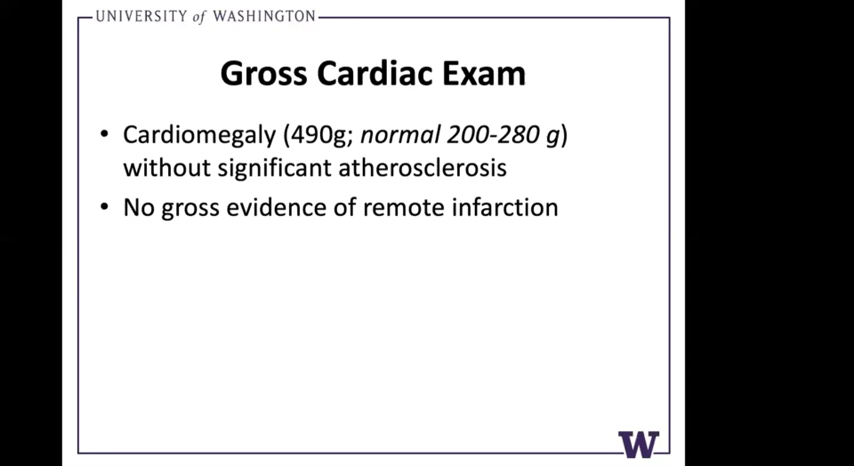 UNIVERSITY of WASHINGTON
Gross Cardiac Exam
• Cardiomegaly (490g; normal 200-280 g)
without significant atherosclerosis
• No gross evidence of remote infarction
W